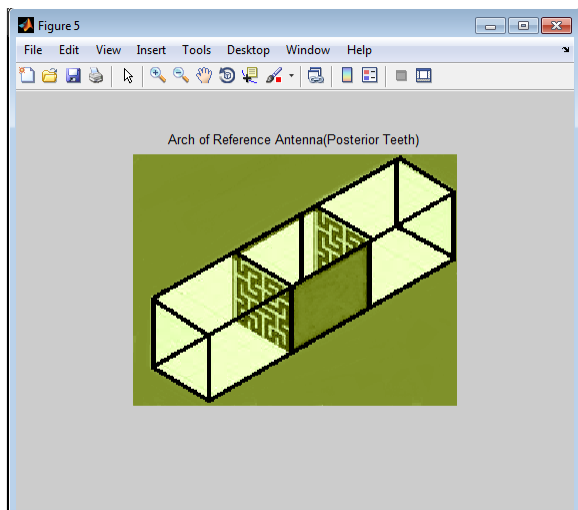 Figure 5
File Edit View Insert Tools Desktop Window Help
Arch of Reference Antenna(Posterior Teeth)